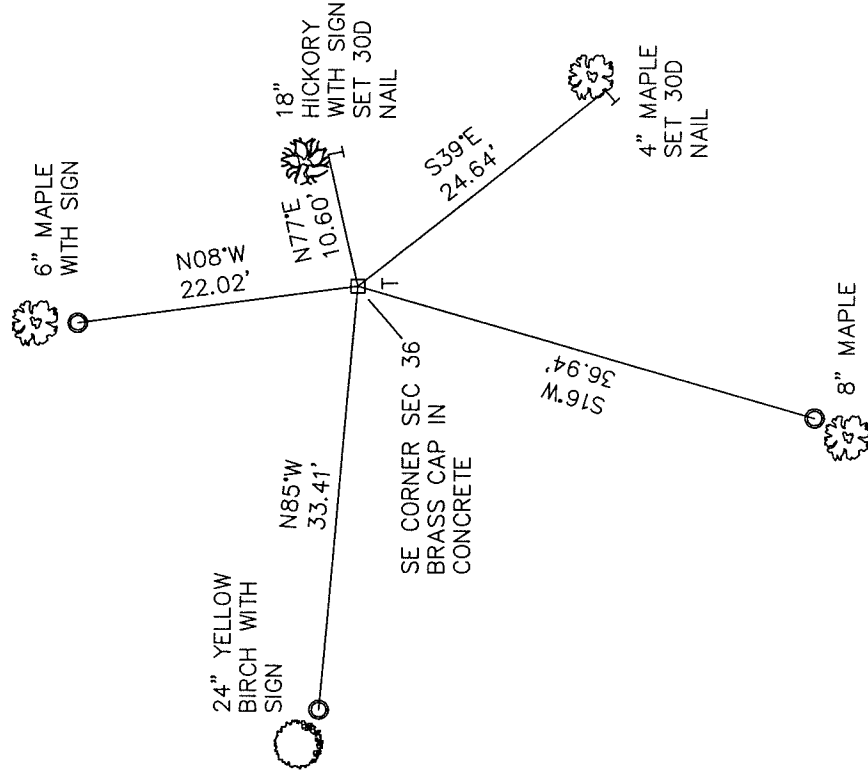 6" MAPLE
WITH SIGN
18"
HICKORY
WITH SIGN
SET 30D
NAIL
N08°W
22.02'
N77°E
10.60'
S39°E
24.64'
4" MAPLE
SET 30D
NAIL
24" YELLOW
BIRCH WITH
SIGN
N85°W
33.41'
SE CORNER SEC 36
BRASS CAP IN
CONCRETE
S16°W
36.94'
8" MAPLE